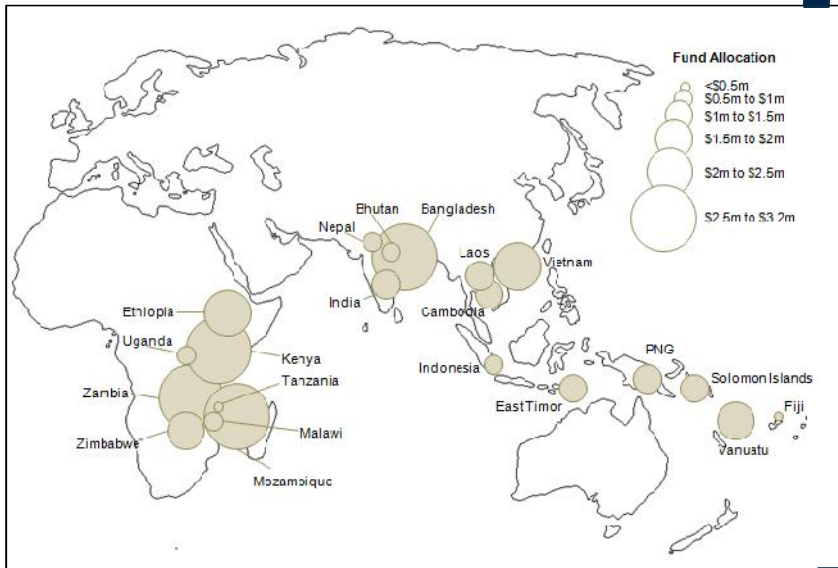 Fund Allocation
<$0.5m
$0.5m to $1m
$1m to $1.5m
$1.5m to $2m
$2m to $2.5m
$2.5m to $3.2m
Bhutan
Bangladesh
Nepal
Laos
Vietnam
India
Cambodia
Ethiopia
Uganda
Kenya
Indonesia
PNG
Tanzania
Solomon Islands
Zambia
East Timor
Fiji
Malawi
Zimbabwe
Vanuatu
Mozambique